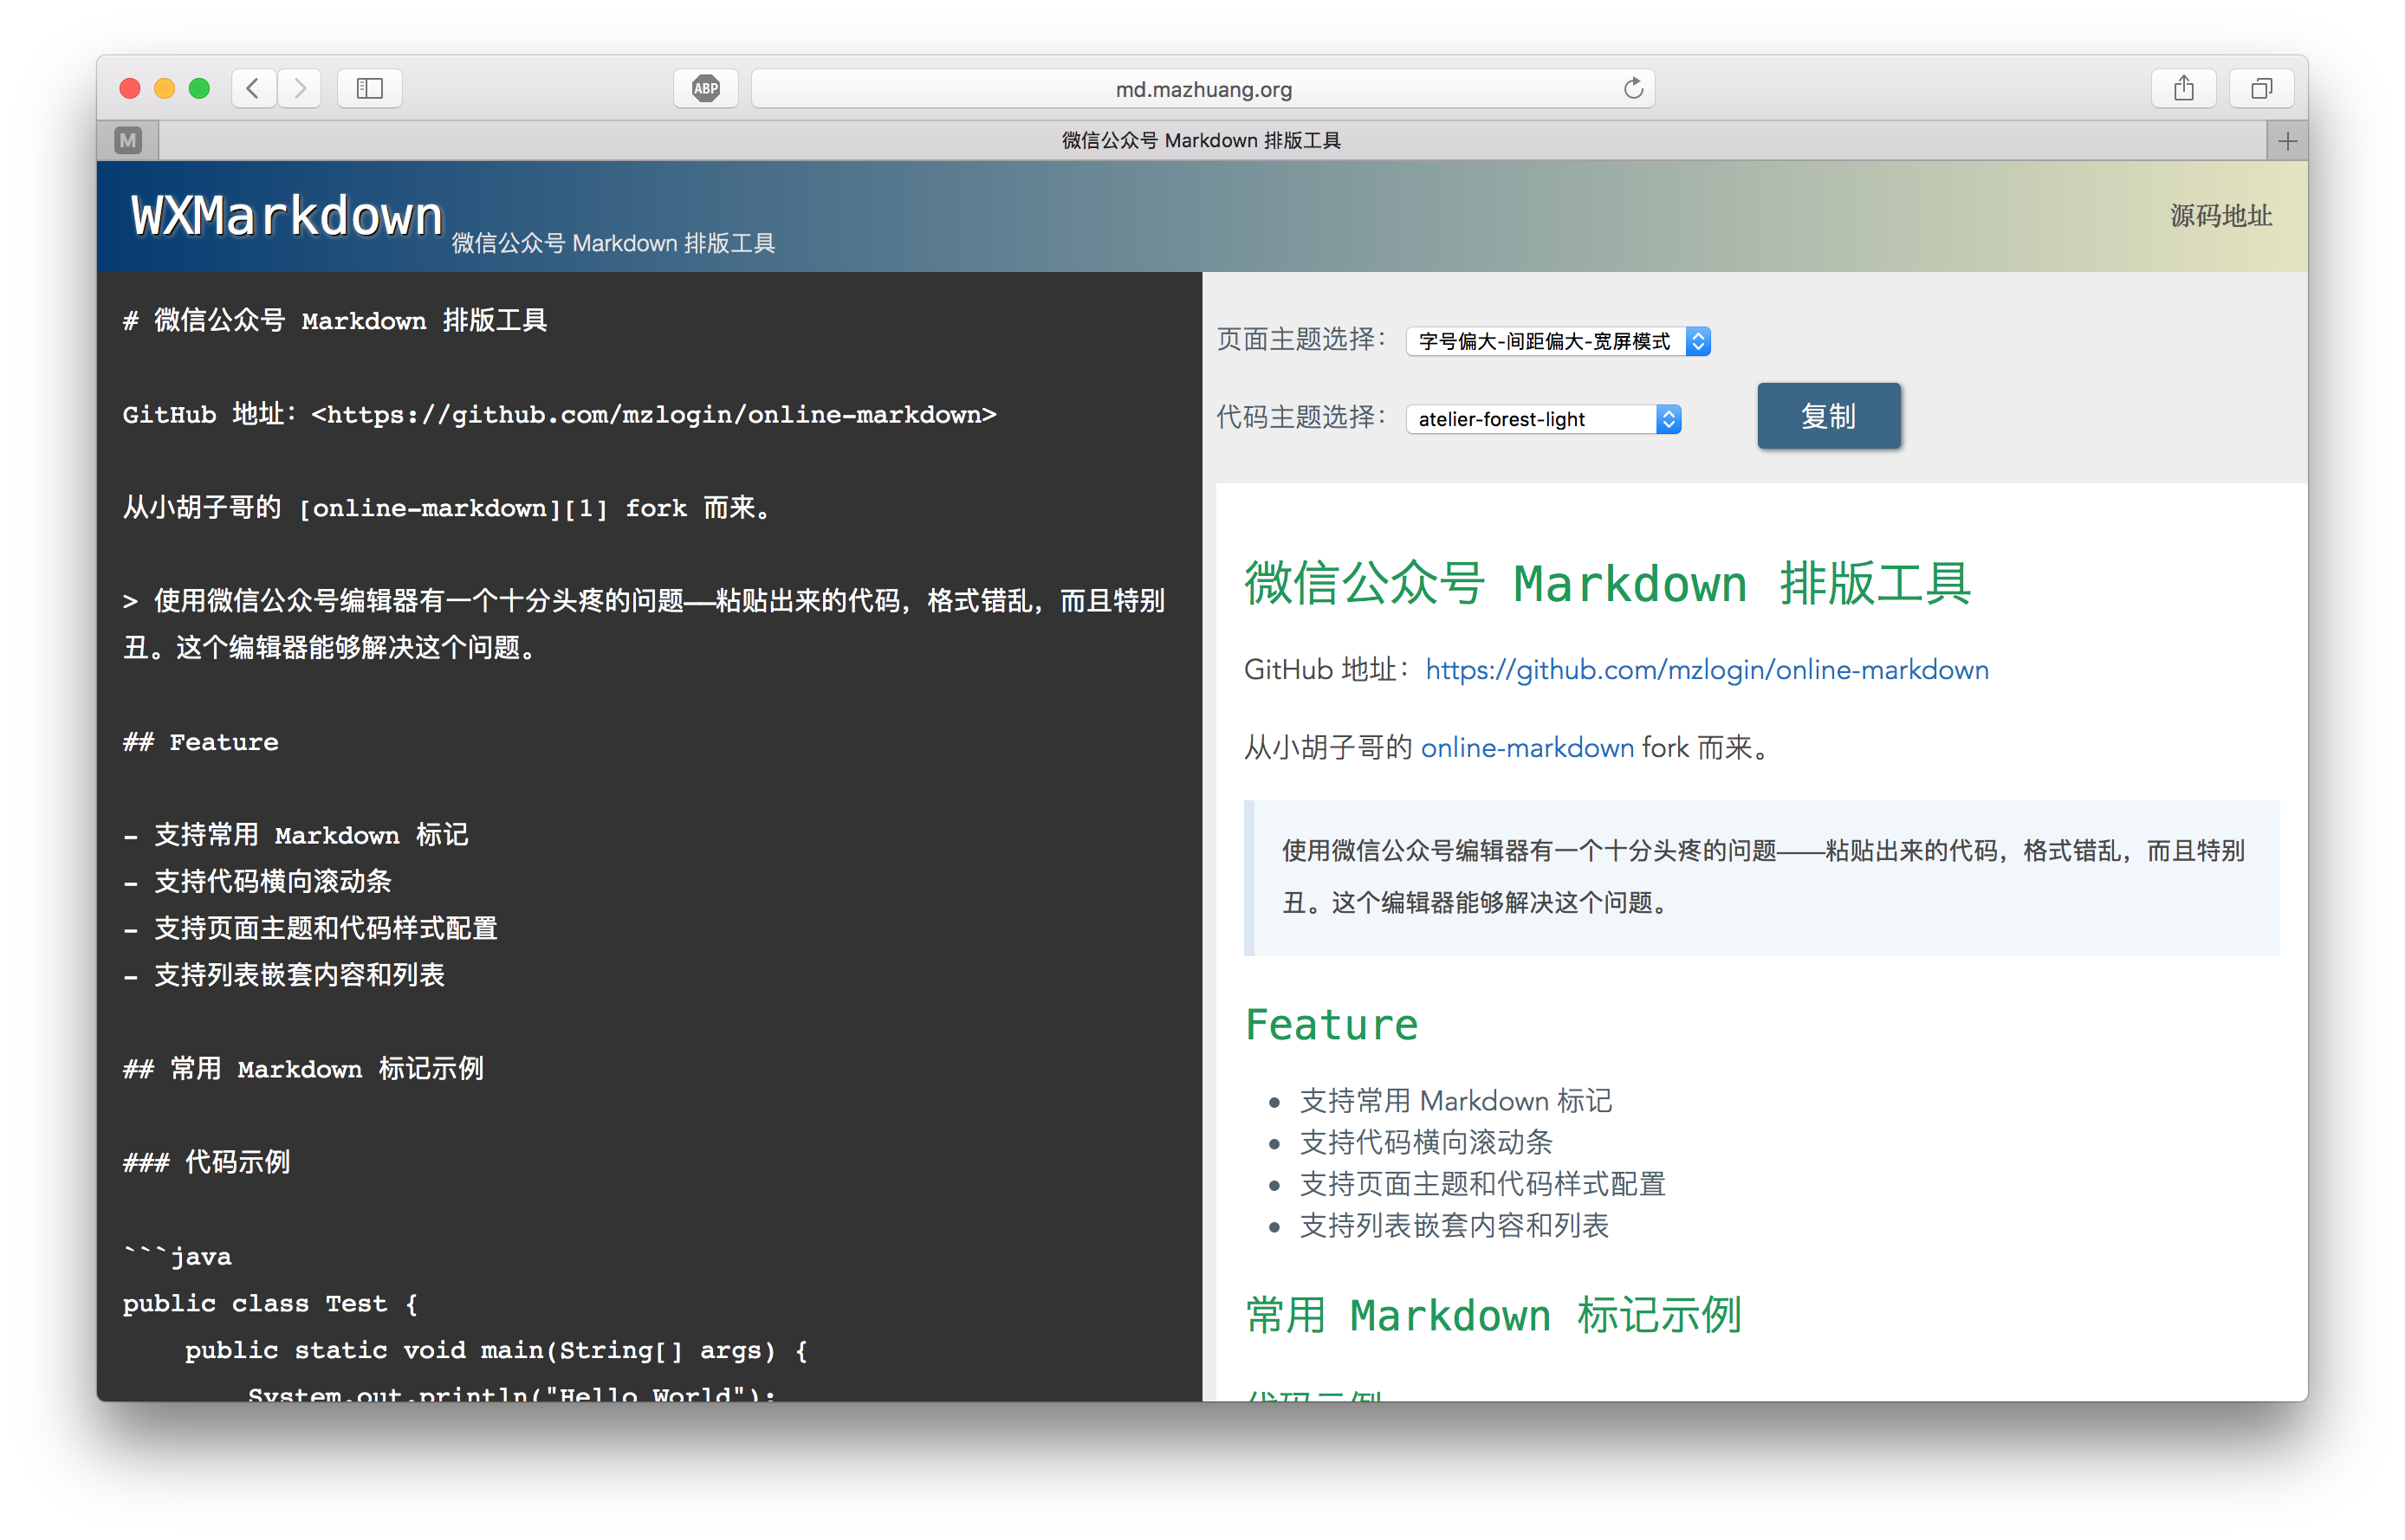 ABP
md.mazhuang.org
M
微信公众号 Markdown 排版工具
WXMarkdown
微信公众号 Markdown 排版工具
源码地址
# 微信公众号 Markdown 排版工具
GitHub 地址：<https://github.com/mzlogin/online-markdown>
从小胡子哥的 [online-markdown][1] fork 而来。
> 使用微信公众号编辑器有一个十分头疼的问题——粘贴出来的代码，格式错乱，而且特别
丑。这个编辑器能够解决这个问题。
## Feature
- 支持常用 Markdown 标记
- 支持代码横向滚动条
- 支持页面主题和代码样式配置
- 支持列表嵌套内容和列表
## 常用 Markdown 标记示例
### 代码示例
```java
public class Test {
    public static void main(String[] args) {
        System.out.println("Hello World");
页面主题选择：
字号偏大-间距偏大-宽屏模式
代码主题选择：
atelier-forest-light
复制
微信公众号 Markdown 排版工具
GitHub 地址：https://github.com/mzlogin/online-markdown
从小胡子哥的 online-markdown fork 而来。
使用微信公众号编辑器有一个十分头疼的问题——粘贴出来的代码，格式错乱，而且特别
丑。这个编辑器能够解决这个问题。
Feature
• 支持常用 Markdown 标记
• 支持代码横向滚动条
• 支持页面主题和代码样式配置
• 支持列表嵌套内容和列表
常用 Markdown 标记示例
代码示例